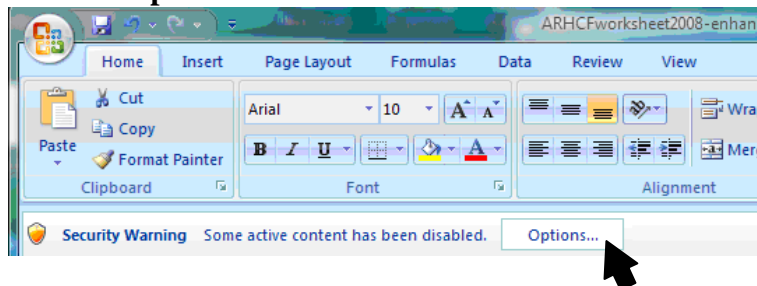 ARHCFworksheet2008-enhan
Home Insert Page Layout Formulas Data Review View
Cut
Copy
Format Painter
Paste
Arial 10 A A
B I U A
Wra
Mer
Clipboard Font Alignment
Security Warning Some active content has been disabled. Options...